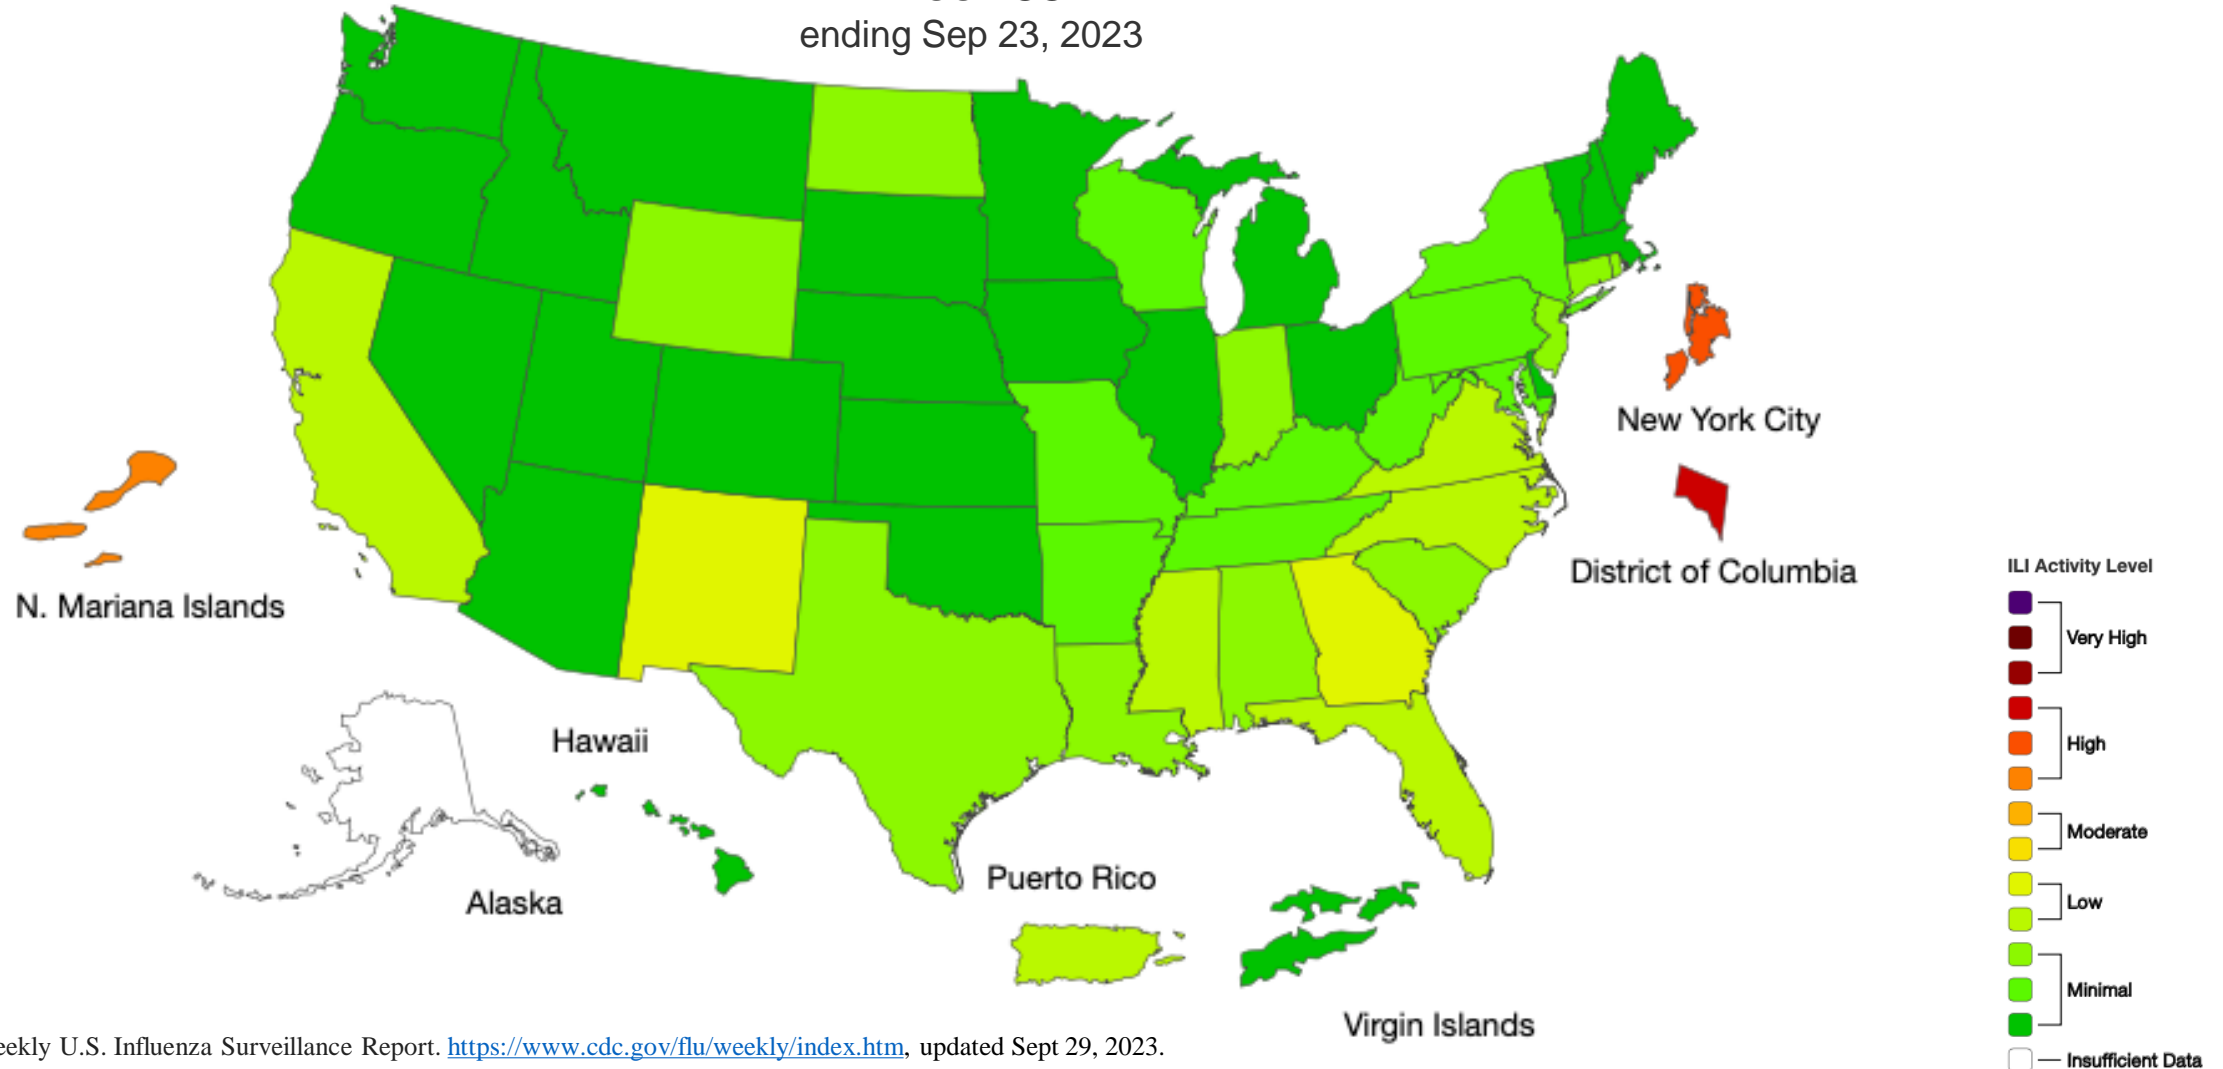 ending Sep 23, 2023
New York City
District of Columbia
N. Mariana Islands
ILI Activity Level
Very High
High
Moderate
Low
Minimal
Insufficient Data
Hawaii
Alaska
Puerto Rico
Virgin Islands
eekly U.S. Influenza Surveillance Report. https://www.cdc.gov/flu/weekly/index.htm, updated Sept 29, 2023.